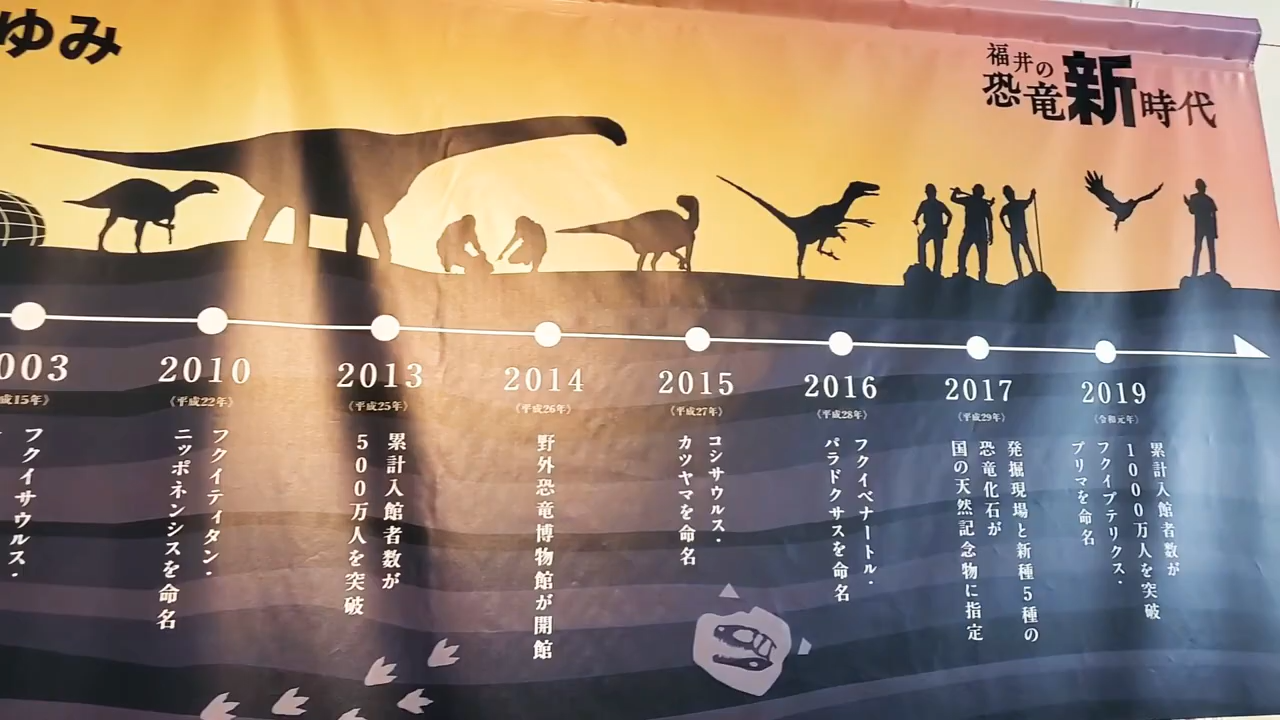 ゆみ
福井の
恐竜新時代
003
成15年》
フクイサウルス・
2010
《平成22年》
フクイティタン・
ニッポネンシスを命名
2013
《平成25年》
累計入館者数が
500万人を突破
2014
《平成26年》
野外恐竜博物館が開館
2015
《平成27年》
コシサウルス・
カツヤマを命名
2016
《平成28年》
フクイベナートル・
パラドクサスを命名
2017
《平成29年》
発掘現場と新種5種の
恐竜化石が
国の天然記念物に指定
2019
《令和元年》
累計入館者数が
1000万人を突破
フクイプテリクス・
プリマを命名